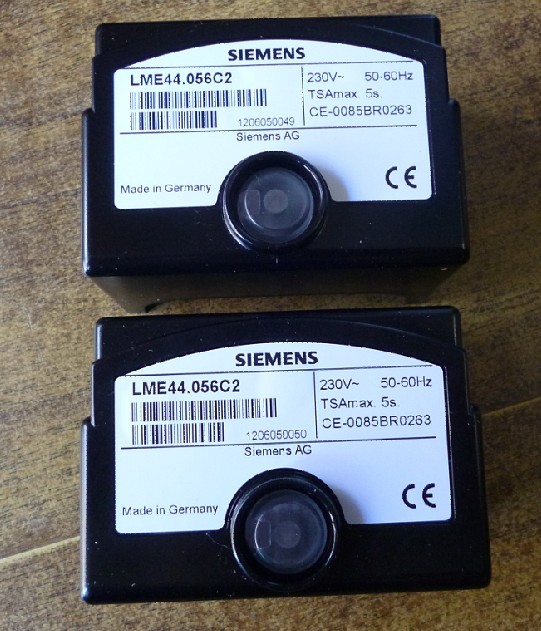 SIEMENS
LME44.056C2
230V~ 50-60Hz
TSAmax. 5s.
1206050049
CE-0085BR0263
Siemens AG
Made in Germany
CE
SIEMENS
LME44.056C2
230V~ 50-60Hz
TSAmax. 5s.
1206050050
CE-0085BR0263
Siemens AG
Made in Germany
CE